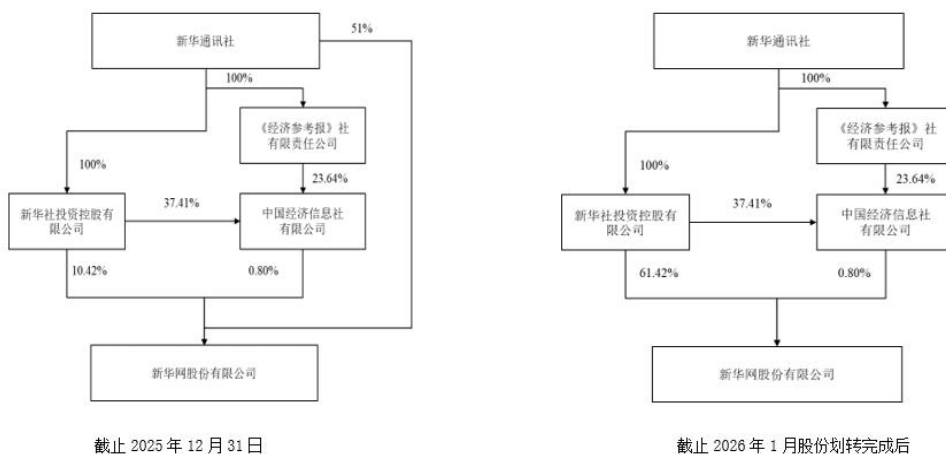 新华通讯社
51%
100%
《经济参考报》社
有限责任公司
100%
23.64%
新华社投资控股有
限公司
37.41%
中国经济信息社
有限公司
10.42%
0.80%
新华网股份有限公司
截止 2025 年 12 月 31 日
新华通讯社
100%
《经济参考报》社
有限责任公司
100%
23.64%
新华社投资控股有
限公司
37.41%
中国经济信息社
有限公司
61.42%
0.80%
新华网股份有限公司
截止 2026 年 1 月股份划转完成后